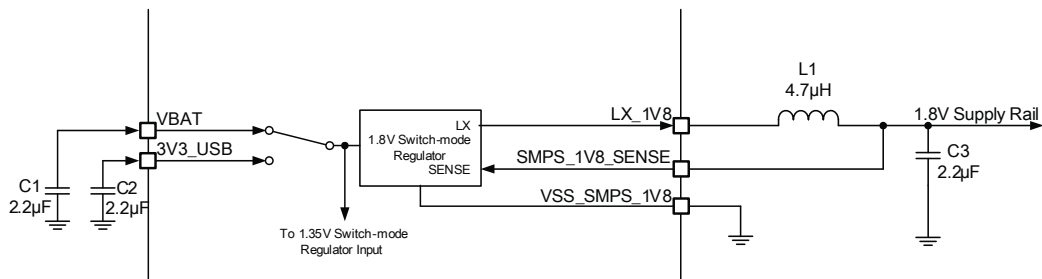 L1
4.7µH
VBAT
LX_1V8
1.8V Supply Rail
LX
1.8V Switch-mode
Regulator
SENSE
3V3_USB
SMPS_1V8_SENSE
C3
2.2µF
C1
2.2µF
C2
2.2µF
VSS_SMPS_1V8
To 1.35V Switch-mode
Regulator Input